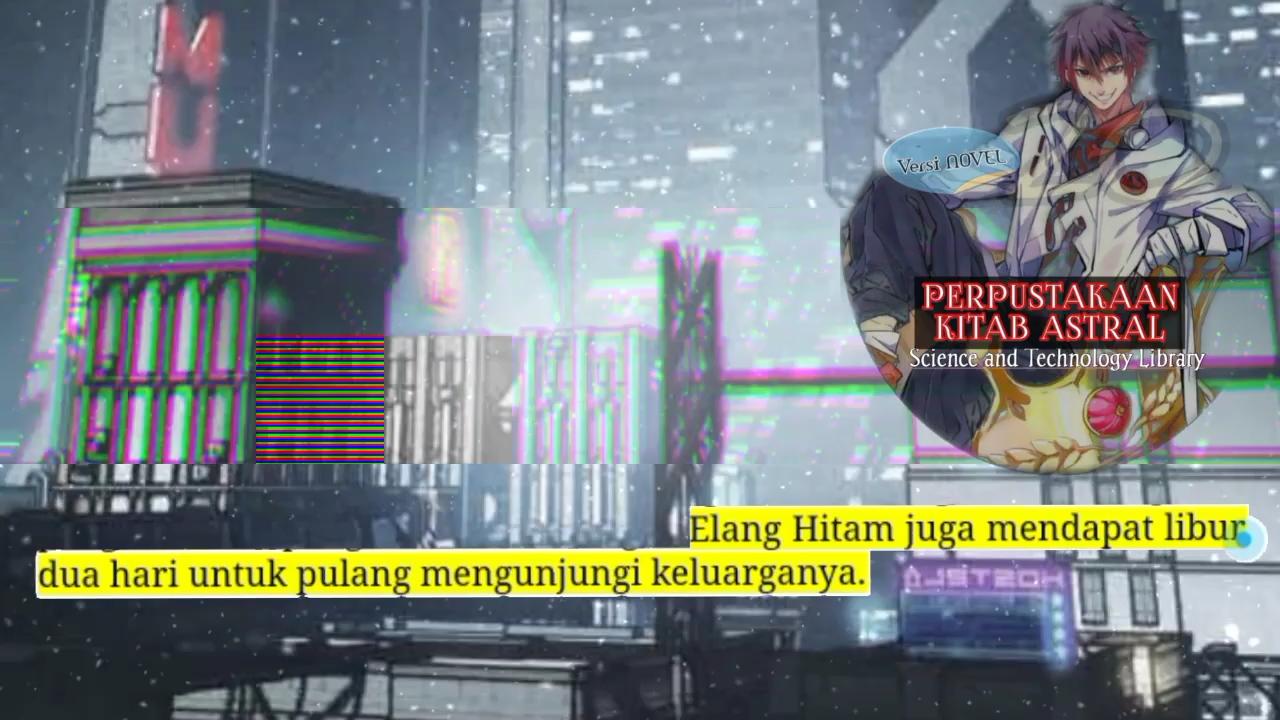 MU
Versi NOVEL
PERPUSTAKAAN
KITAB ASTRAL
Science and Technology Library
Elang Hitam juga mendapat libur
dua hari untuk pulang mengunjungi keluarganya.